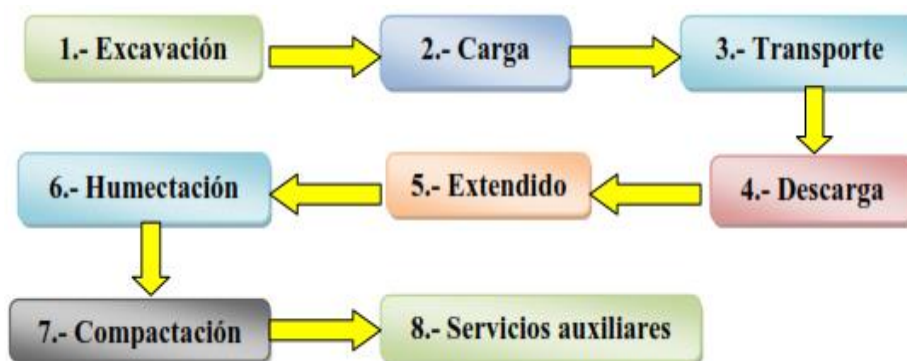 1.- Excavación
2.- Carga
3.- Transporte
4.- Descarga
5.- Extendido
6.- Humectación
7.- Compactación
8.- Servicios auxiliares